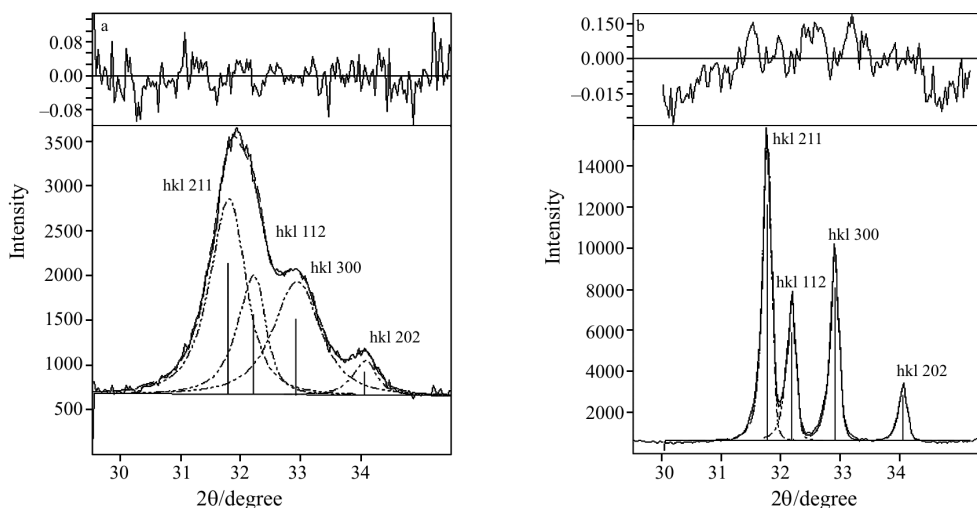 a
0.08
0.00
−0.08
3500
3000
2500
2000
1500
1000
500
Intensity
hkl 211
hkl 112
hkl 300
hkl 202
30 31 32 33 34
2θ/degree
b
0.150
0.000
−0.015
14000
12000
10000
8000
6000
4000
2000
Intensity
hkl 211
hkl 300
hkl 112
hkl 202
30 31 32 33 34
2θ/degree